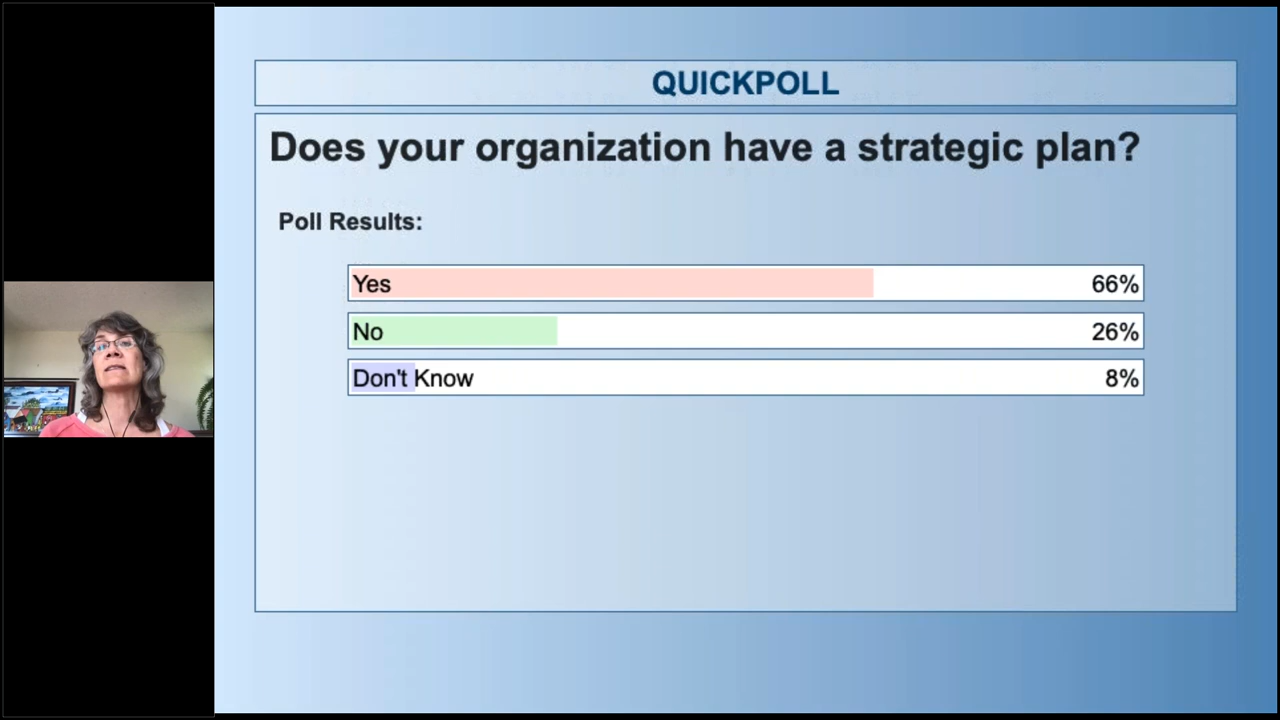 QUICKPOLL
Does your organization have a strategic plan?
Poll Results:
Yes 66%
No 26%
Don't Know 8%